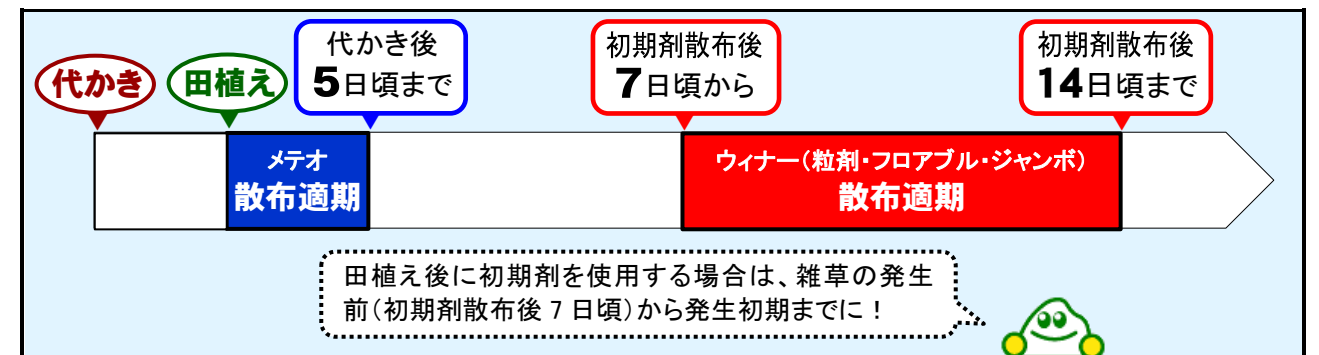 代かき
田植え
代かき後
5日頃まで
初期剤散布後
7日頃から
初期剤散布後
14日頃まで
メテオ
散布適期
ウィナー(粒剤・フロアブル・ジャンボ)
散布適期
田植え後に初期剤を使用する場合は、雑草の発生
前(初期剤散布後 7 日頃)から発生初期までに！